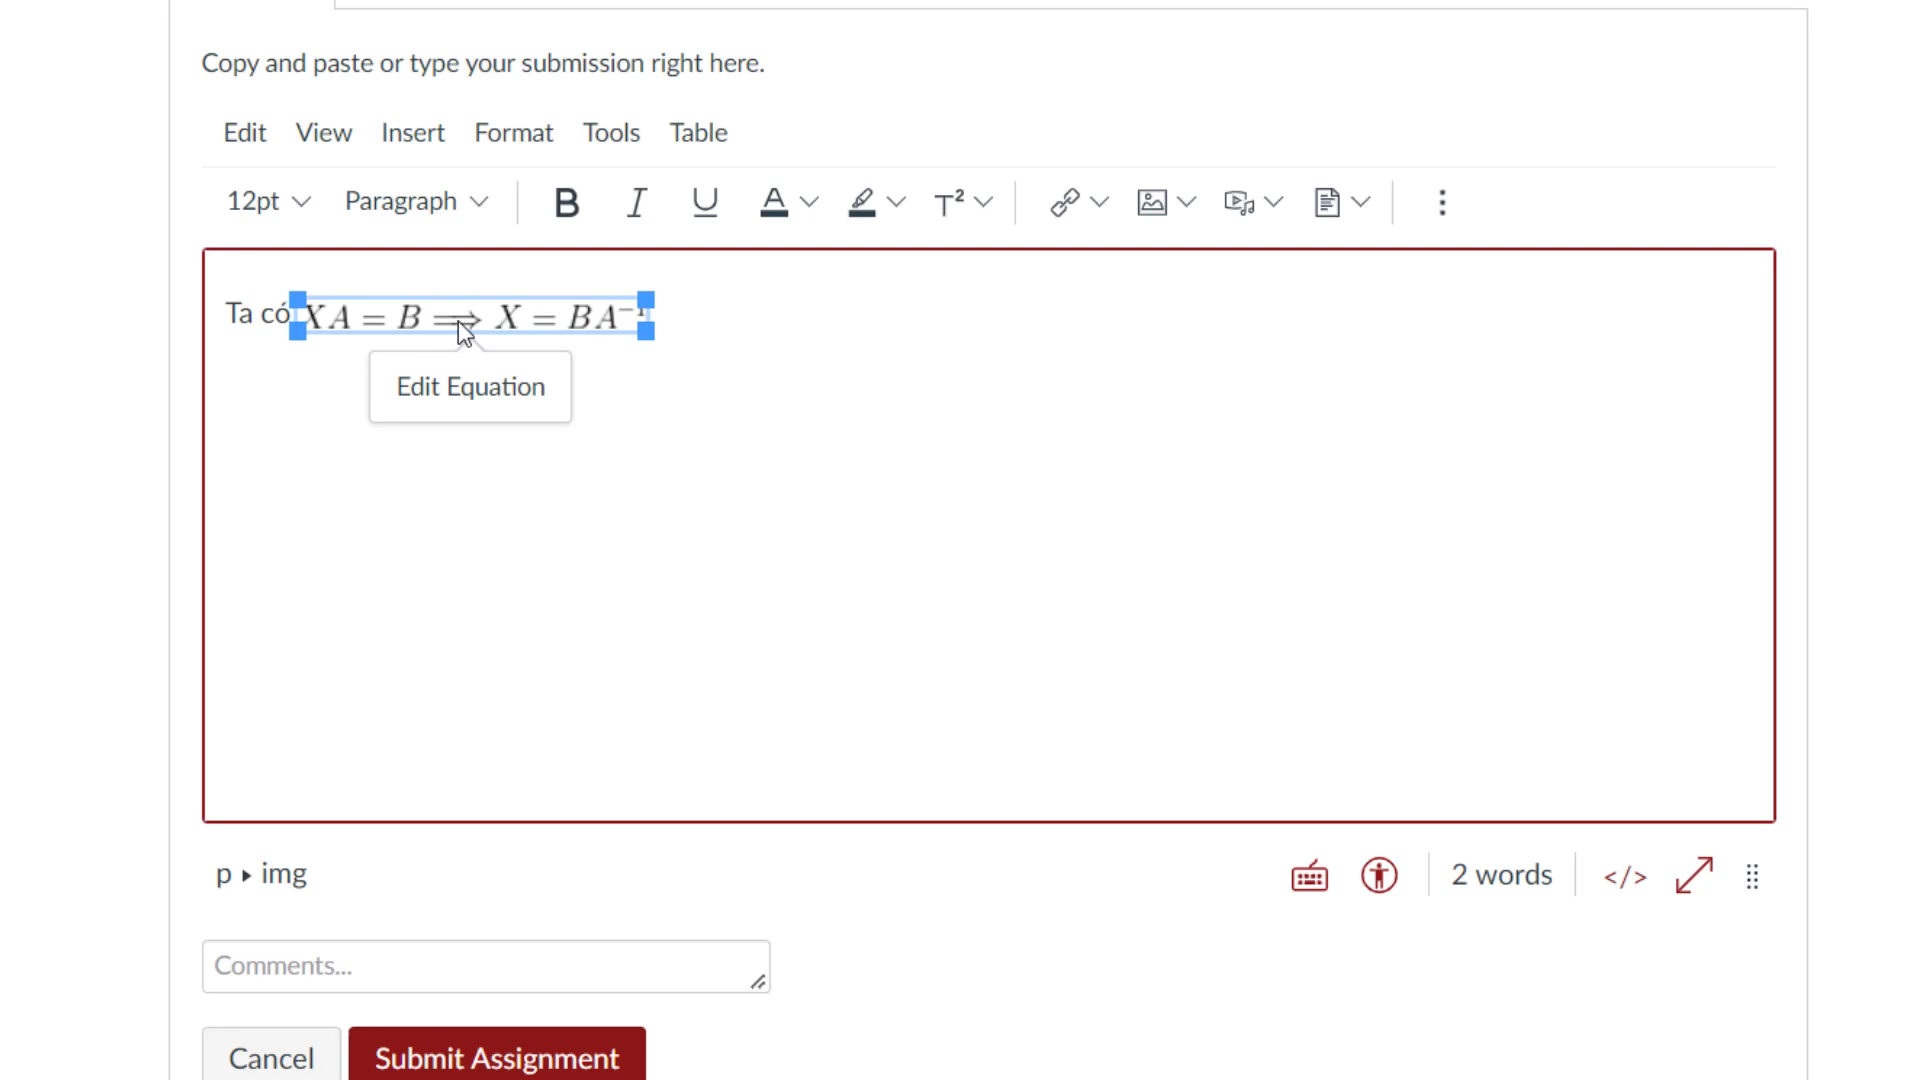 Copy and paste or type your submission right here.
Edit View Insert Format Tools Table
12pt Paragraph B I U A T²
Ta có XA = B ⟹ X = BA⁻¹
Edit Equation
p ▸ img 2 words </>
Comments...
Cancel Submit Assignment